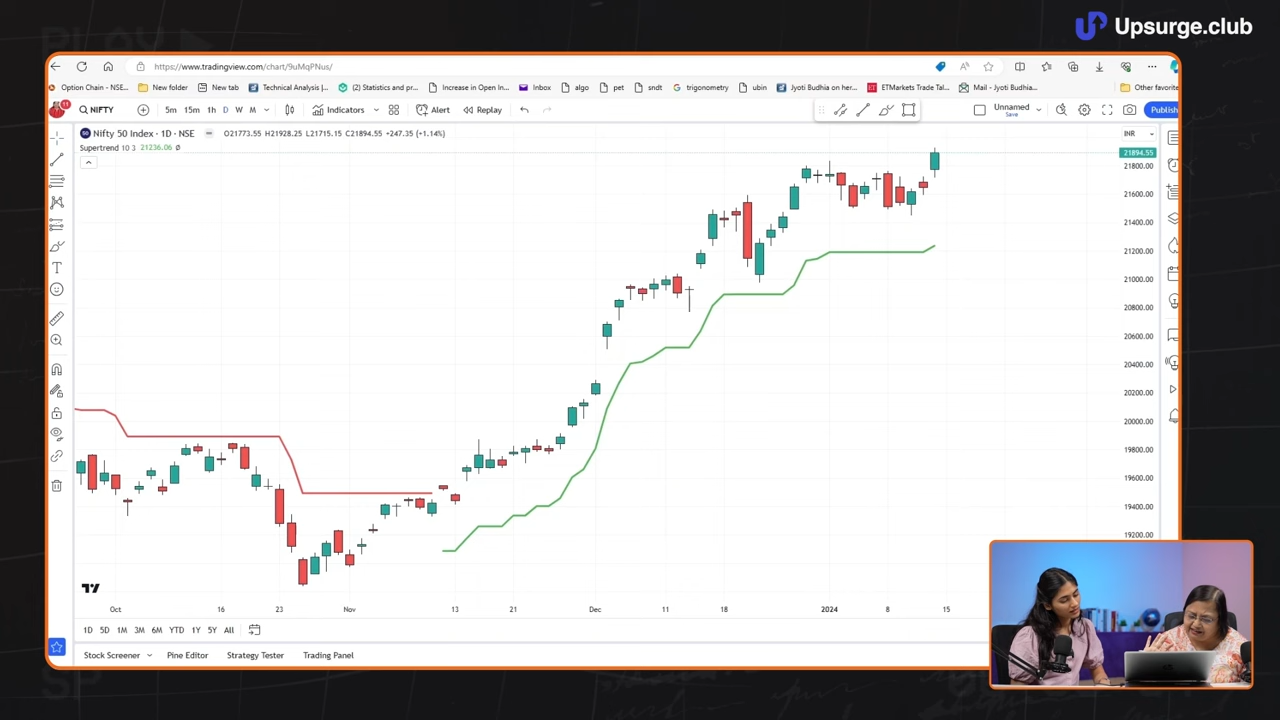 Upsurge.club
https://www.tradingview.com/chart/9uMqPNus/
Option Chain - NSE... New folder New tab Technical Analysis |... (2) Statistics and pr... Increase in Open In... algo pet sndt trigonometry ubin Jyoti Budhia on her... ETMarkets Trade Tal... Mail - Jyoti Budhia... Other favorite
11 NIFTY 5m 15m 1h D W M Indicators Alert Replay Unnamed Save Publish
Nifty 50 Index · 1D · NSE O21773.55 H21928.25 L21715.15 C21894.55 +247.35 (+1.14%) INR
Supertrend 10 3 21236.06 Ø
21894.55
21800.00
21600.00
21400.00
21200.00
21000.00
20800.00
20600.00
20400.00
20200.00
20000.00
19800.00
19600.00
19400.00
19200.00
Oct 16 23 Nov 13 21 Dec 11 18 2024 8 15
1D 5D 1M 3M 6M YTD 1Y 5Y All
Stock Screener Pine Editor Strategy Tester Trading Panel